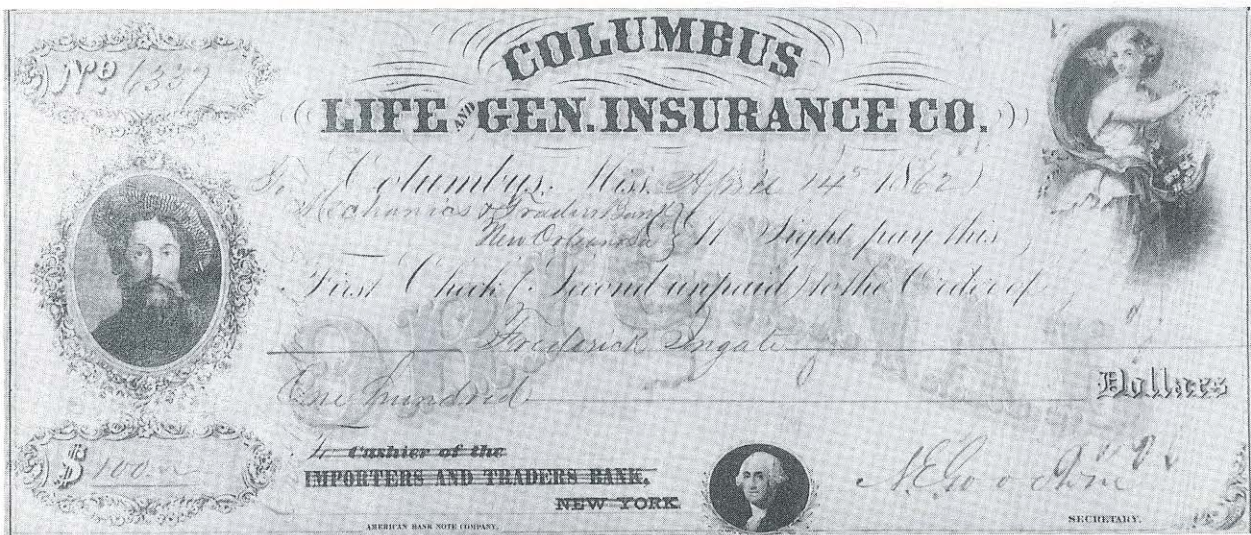 No 6337
COLUMBUS
LIFE AND GEN. INSURANCE CO.
To Columbus, Miss. April 14th 1862
Mechanics & Traders Bank
New Orleans La } At Sight pay this
First Check (Second unpaid) to the Order of
Frederick Ingate
One hundred Dollars
$ 100
To Cashier of the
IMPORTERS AND TRADERS BANK,
NEW YORK
AMERICAN BANK NOTE COMPANY.
SECRETARY.